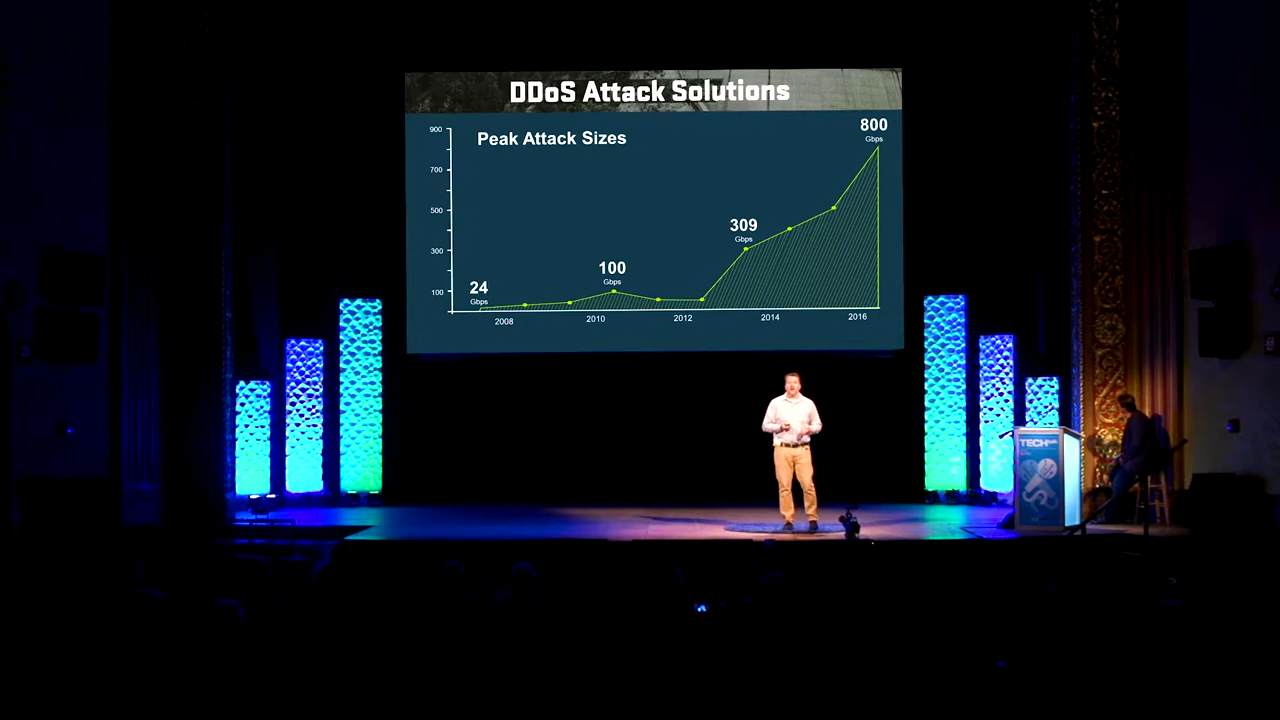 DDoS Attack Solutions
Peak Attack Sizes
900
700
500
300
100
24
Gbps
100
Gbps
309
Gbps
800
Gbps
2008
2010
2012
2014
2016
TECH